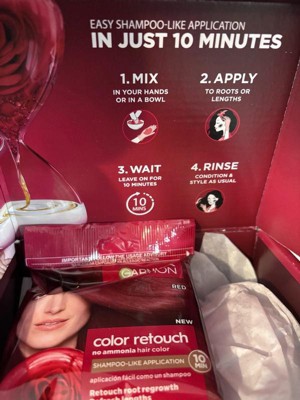 EASY SHAMPOO-LIKE APPLICATION
IN JUST 10 MINUTES
1. MIX
IN YOUR HANDS
OR IN A BOWL
2. APPLY
TO ROOTS OR
LENGTHS
3. WAIT
LEAVE ON FOR
10 MINUTES
10
MINS
4. RINSE
CONDITION &
STYLE AS USUAL
GARNION
RED
NEW
color retouch
no ammonia hair color
SHAMPOO-LIKE APPLICATION
10
MIN
aplicación fácil como un shampoo
Retouch root regrowth
lengths